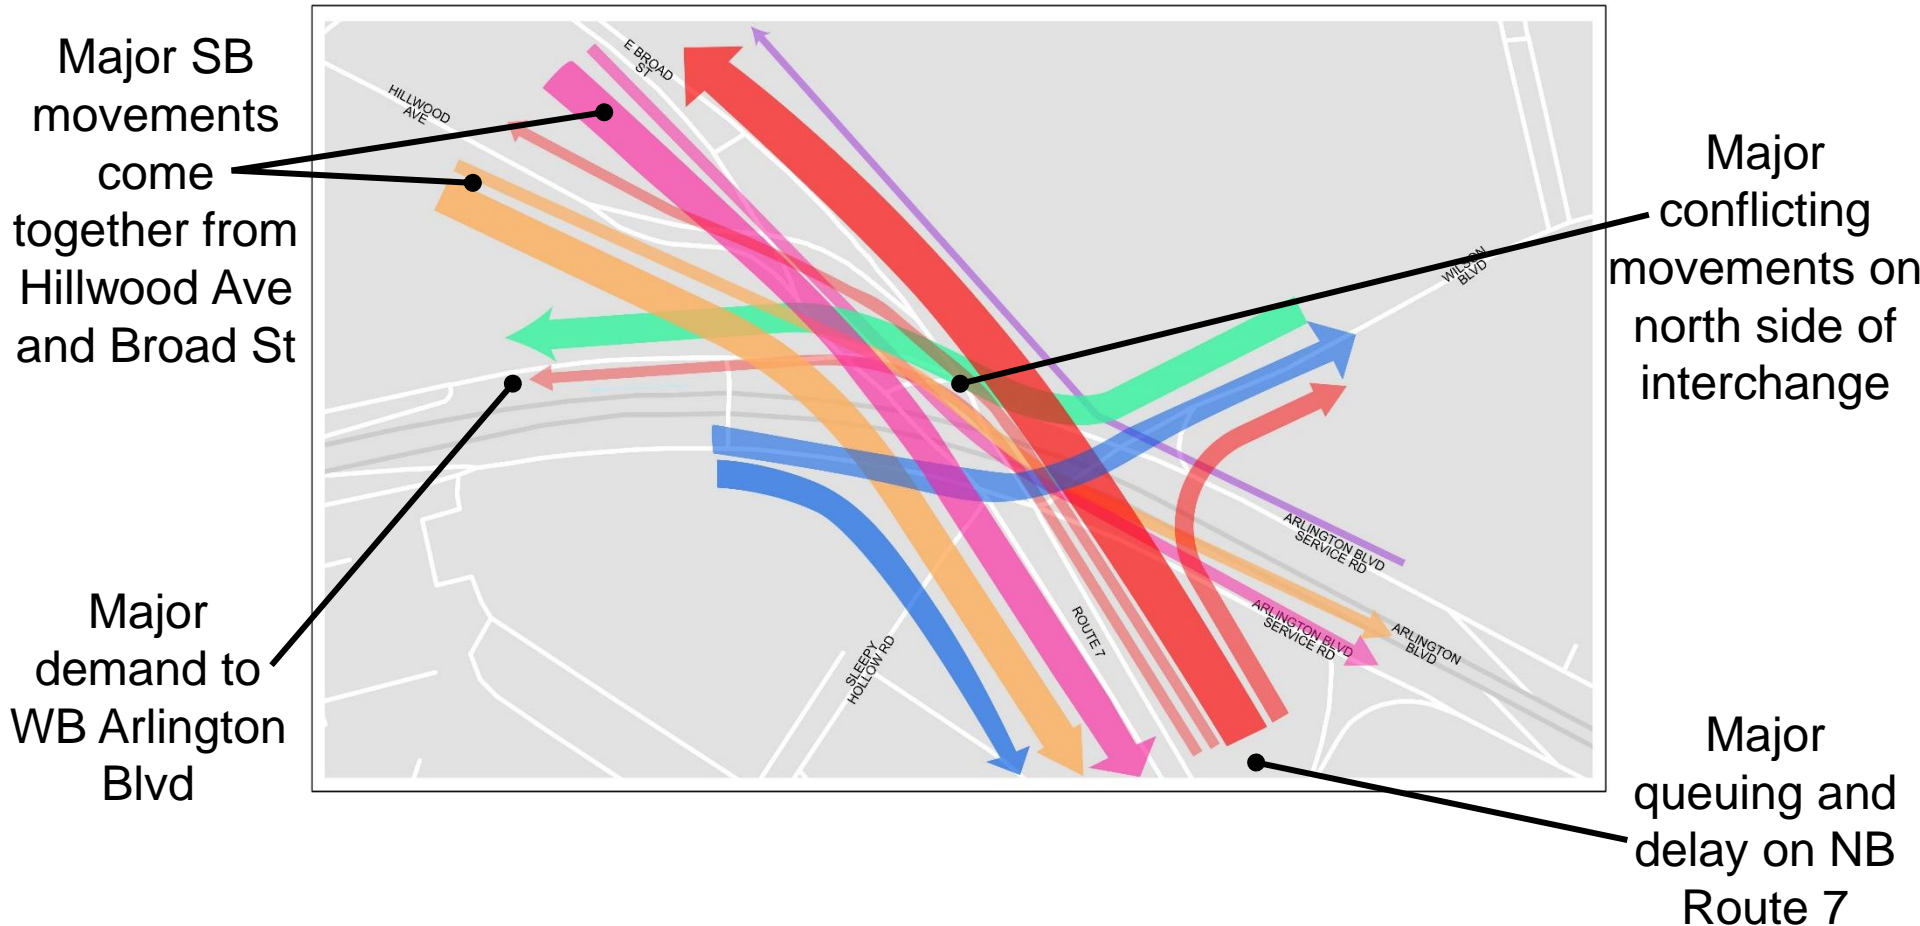 Major SB
movements
come
together from
Hillwood Ave
and Broad St
Major
demand to
WB Arlington
Blvd
E BROAD
ST
HILLWOOD
AVE
WILSON
BLVD
ARLINGTON BLVD
SERVICE RD
ARLINGTON BLVD
SERVICE RD
ARLINGTON
BLVD
ROUTE 7
SLEEPY
HOLLOW RD
Major
conflicting
movements on
north side of
interchange
Major
queuing and
delay on NB
Route 7